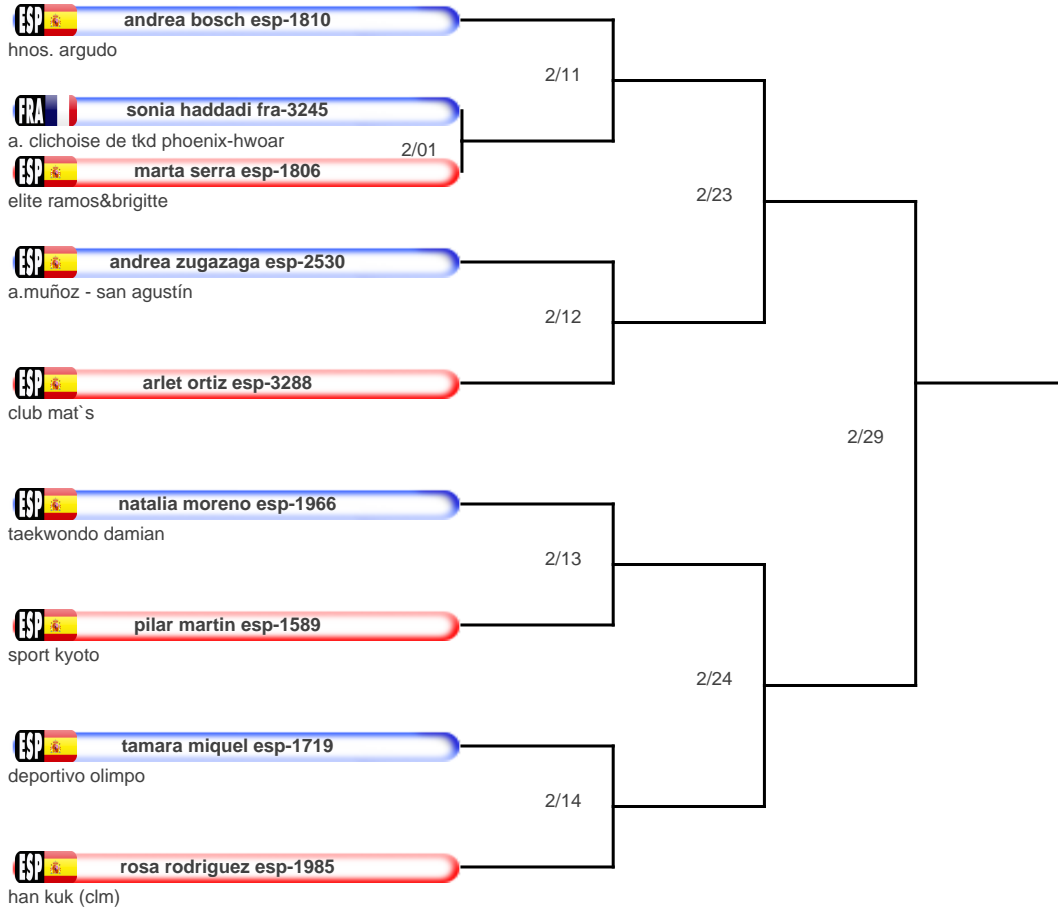 ESP andrea bosch esp-1810
hnos. argudo
2/11
FRA sonia haddadi fra-3245
a. clichoise de tkd phoenix-hwoar
2/01
ESP marta serra esp-1806
elite ramos&brigitte
2/23
ESP andrea zugazaga esp-2530
a.muñoz - san agustín
2/12
ESP arlet ortiz esp-3288
club mat`s
2/29
ESP natalia moreno esp-1966
taekwondo damian
2/13
ESP pilar martin esp-1589
sport kyoto
2/24
ESP tamara miquel esp-1719
deportivo olimpo
2/14
ESP rosa rodriguez esp-1985
han kuk (clm)